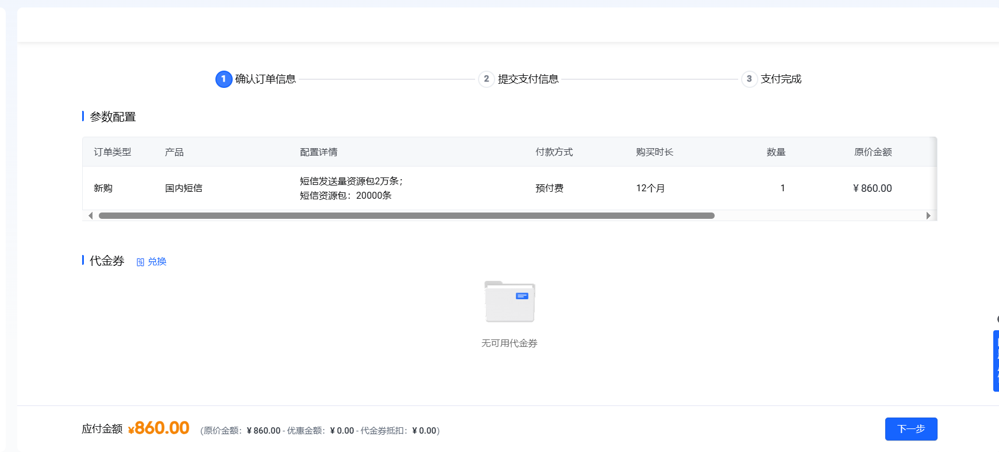 1 确认订单信息 2 提交支付信息 3 支付完成
参数配置
订单类型 产品 配置详情 付款方式 购买时长 数量 原价金额
新购 国内短信 短信发送量资源包2万条； 预付费 12个月 1 ¥ 860.00
短信资源包：20000条
代金券 兑换
无可用代金券
应付金额 ¥860.00 (原价金额：¥ 860.00 - 优惠金额：¥ 0.00 - 代金券抵扣：¥ 0.00)
下一步